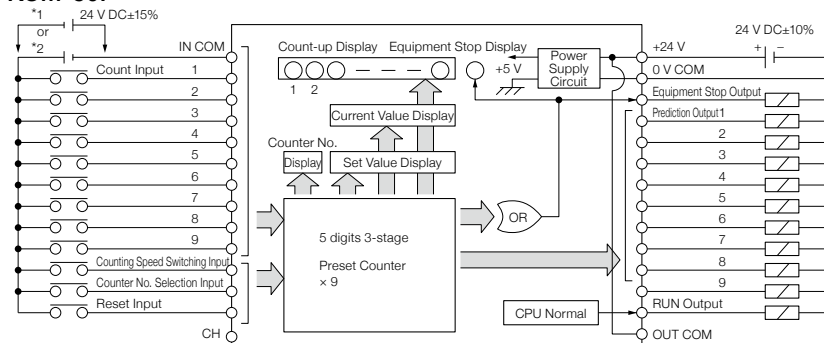 *1
24 V DC±15%
or
*2
IN COM
Count Input 1
2
3
4
5
6
7
8
9
Counting Speed Switching Input
Counter No. Selection Input
Reset Input
CH
Count-up Display
Equipment Stop Display
1 2
Current Value Display
Counter No.
Display
Set Value Display
5 digits 3-stage
Preset Counter
× 9
+5 V
Power
Supply
Circuit
OR
CPU Normal
24 V DC±10%
+ −
+24 V
0 V COM
Equipment Stop Output
Prediction Output1
2
3
4
5
6
7
8
9
RUN Output
OUT COM